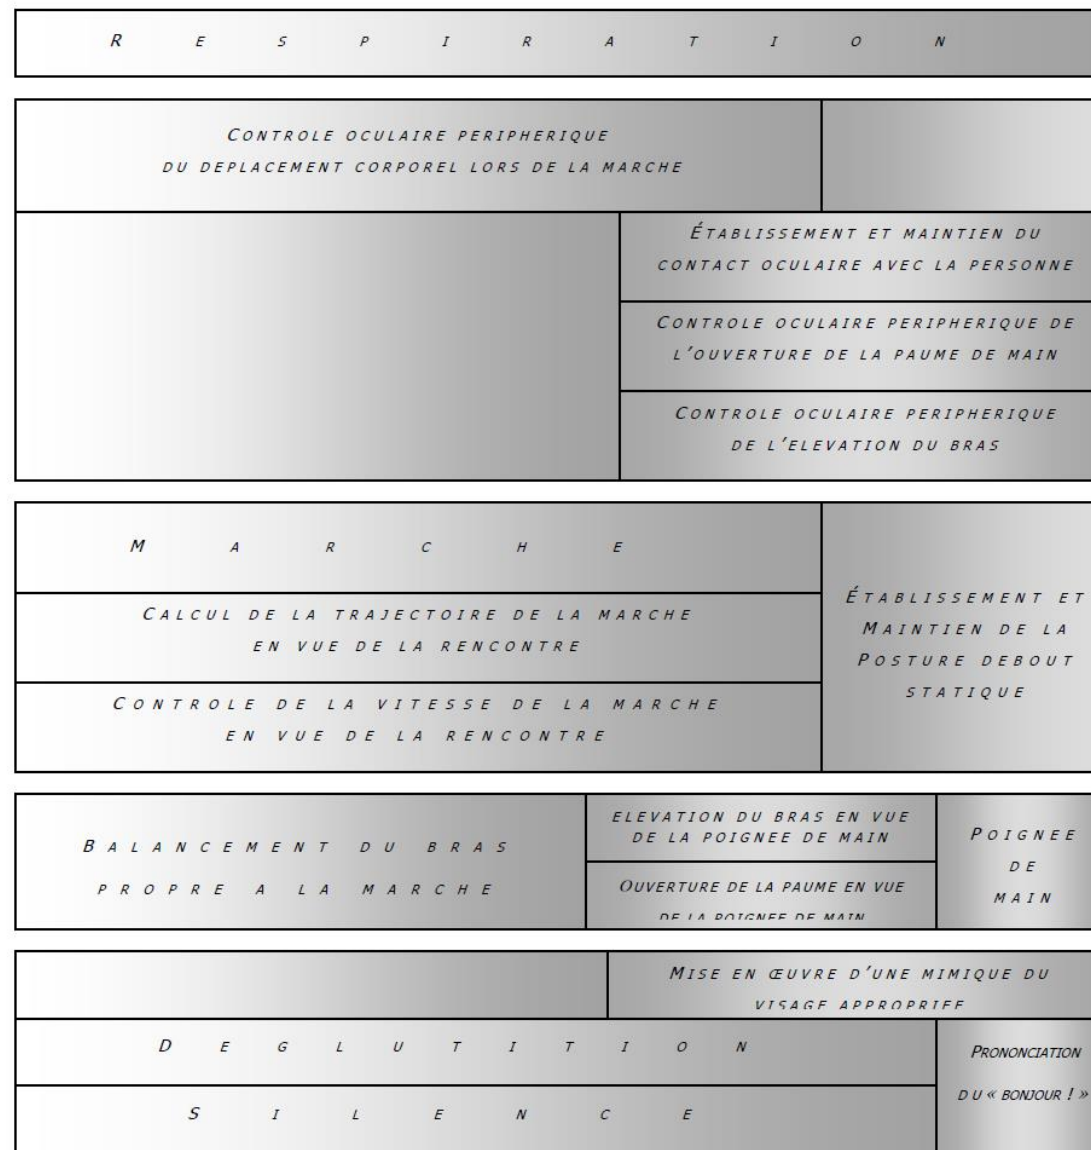 RESPIRATION
CONTROLE OCULAIRE PERIPHERIQUE
DU DEPLACEMENT CORPOREL LORS DE LA MARCHE
ÉTABLISSEMENT ET MAINTIEN DU
CONTACT OCULAIRE AVEC LA PERSONNE
CONTROLE OCULAIRE PERIPHERIQUE DE
L'OUVERTURE DE LA PAUME DE MAIN
CONTROLE OCULAIRE PERIPHERIQUE
DE L'ELEVATION DU BRAS
MARCHE
CALCUL DE LA TRAJECTOIRE DE LA MARCHE
EN VUE DE LA RENCONTRE
CONTROLE DE LA VITESSE DE LA MARCHE
EN VUE DE LA RENCONTRE
ÉTABLISSEMENT ET
MAINTIEN DE LA
POSTURE DEBOUT
STATIQUE
BALANCEMENT DU BRAS
PROPRE A LA MARCHE
ELEVATION DU BRAS EN VUE
DE LA POIGNEE DE MAIN
OUVERTURE DE LA PAUME EN VUE
DE LA POIGNEE DE MAIN
POIGNEE
DE
MAIN
MISE EN ŒUVRE D'UNE MIMIQUE DU
VISAGE APPROPRIEE
DEGLUTITION
SILENCE
PRONONCIATION
DU « BONJOUR ! »